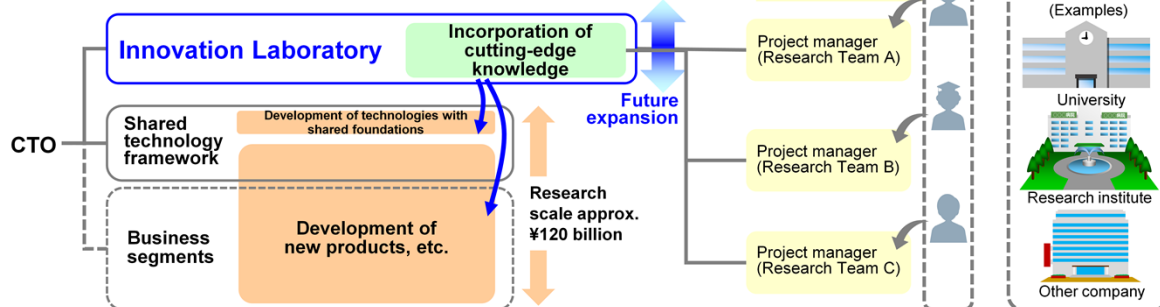 CTO
Innovation Laboratory
Incorporation of
cutting-edge
knowledge
Future
expansion
Shared
technology
framework
Development of technologies with
shared foundations
Business
segments
Development of
new products, etc.
Research
scale approx.
¥120 billion
Project manager
(Research Team A)
Project manager
(Research Team B)
Project manager
(Research Team C)
(Examples)
University
Research institute
Other company